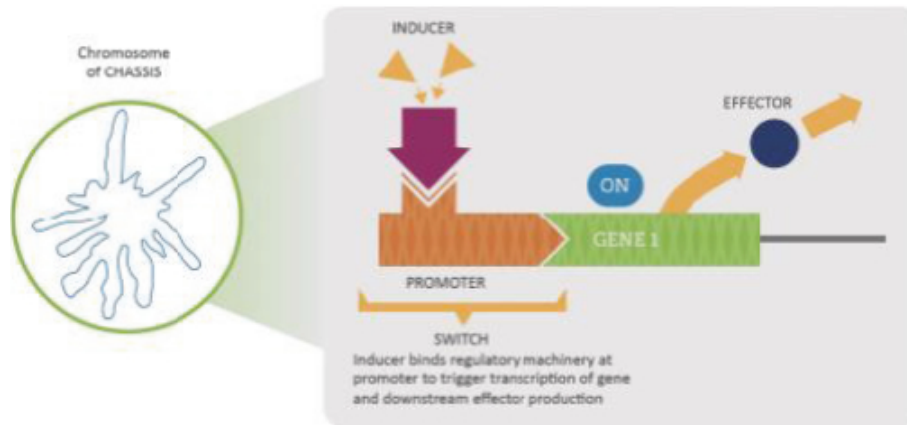 Chromosome
of CHASSIS
INDUCER
EFFECTOR
ON
GENE 1
PROMOTER
SWITCH
Inducer binds regulatory machinery at
promoter to trigger transcription of gene
and downstream effector production